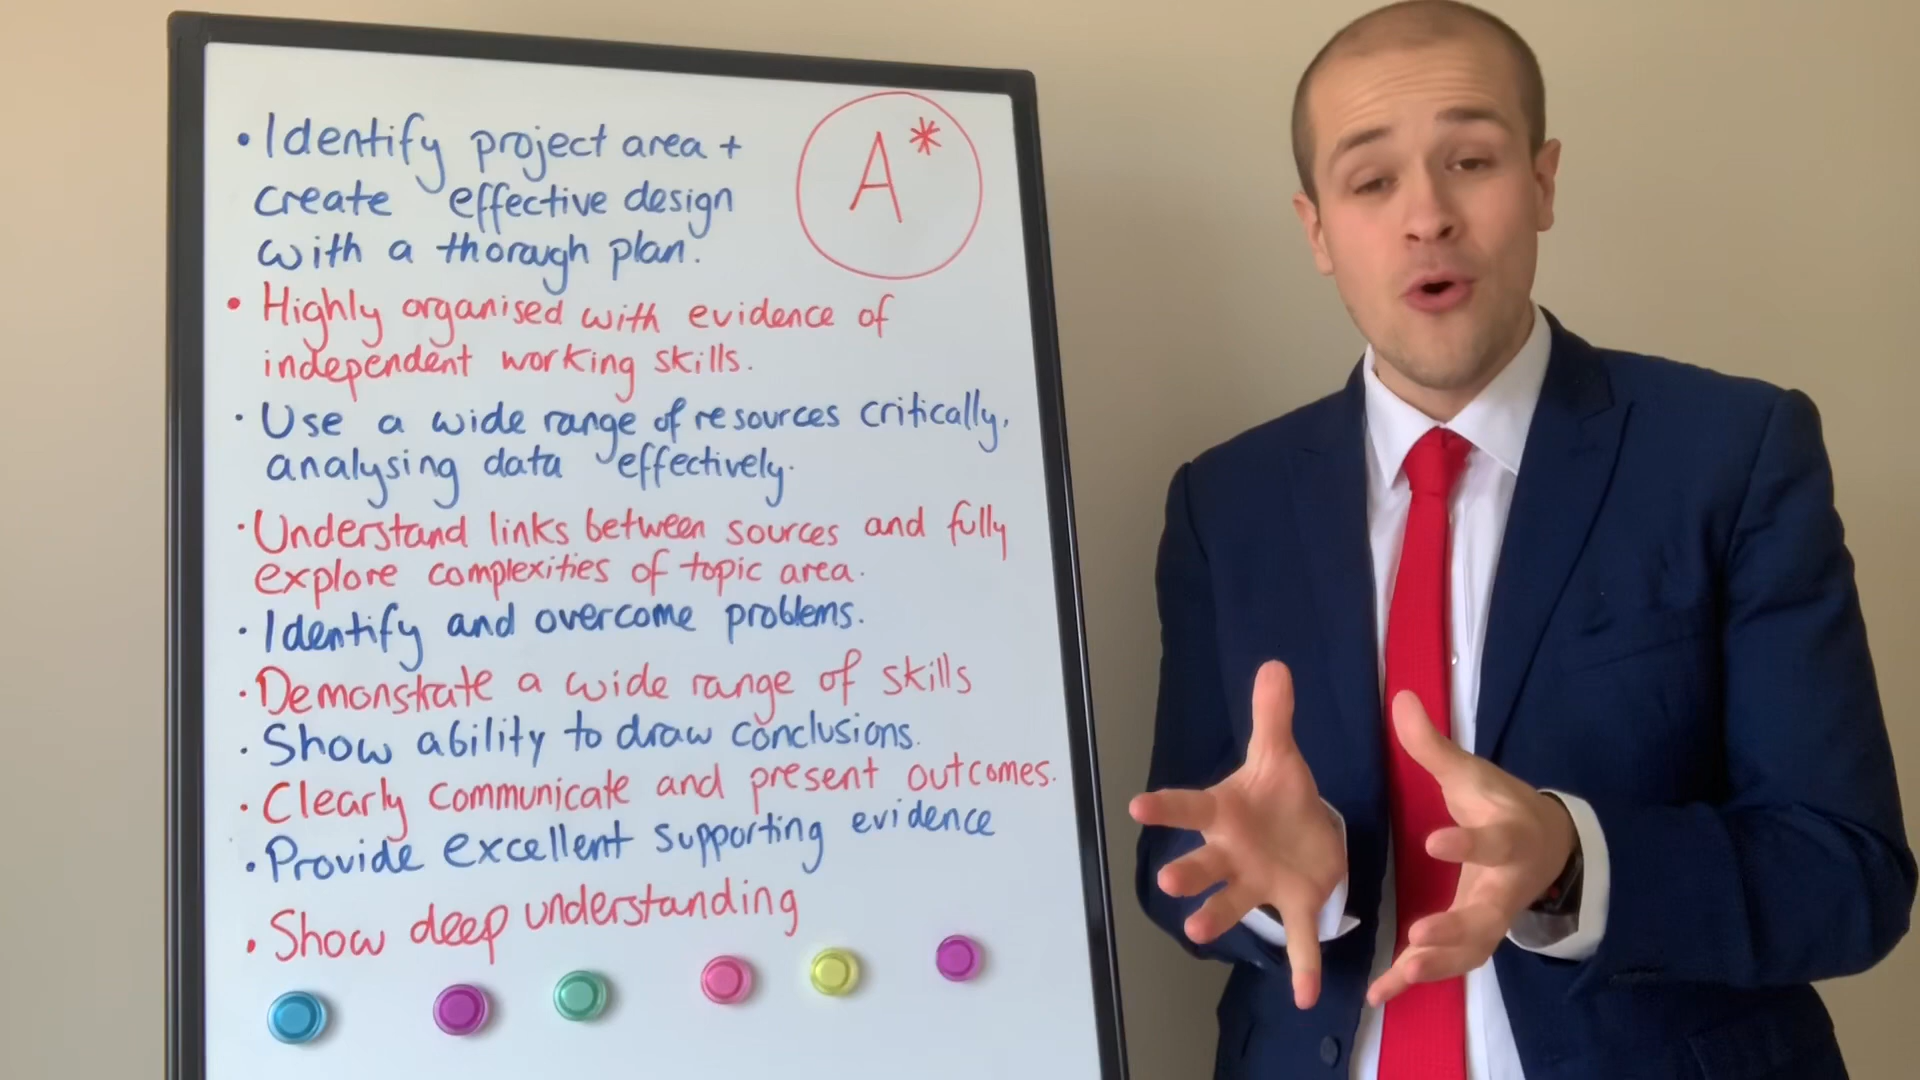 • Identify project area +
create effective design
with a thorough plan.
A*
• Highly organised with evidence of
independent working skills.
• Use a wide range of resources critically,
analysing data effectively.
• Understand links between sources and fully
explore complexities of topic area.
• Identify and overcome problems.
• Demonstrate a wide range of skills
• Show ability to draw conclusions.
• Clearly communicate and present outcomes.
• Provide excellent supporting evidence
• Show deep understanding